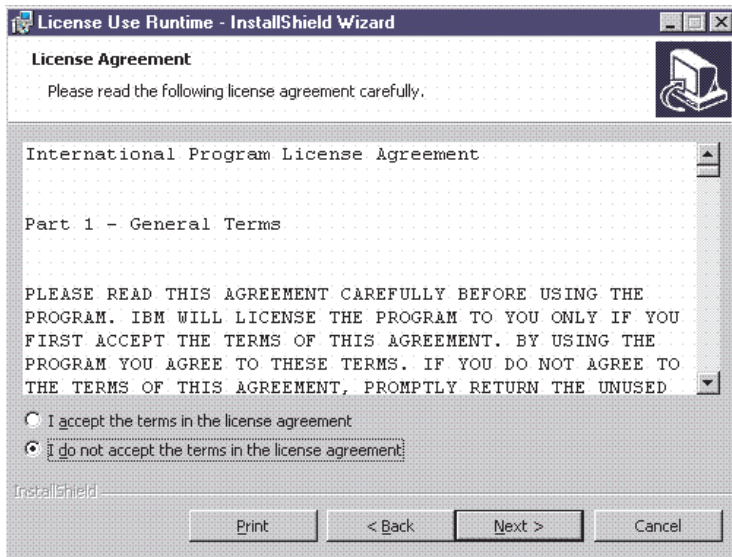 License Use Runtime - InstallShield Wizard
License Agreement
Please read the following license agreement carefully.
International Program License Agreement
Part 1 - General Terms
PLEASE READ THIS AGREEMENT CAREFULLY BEFORE USING THE
PROGRAM. IBM WILL LICENSE THE PROGRAM TO YOU ONLY IF YOU
FIRST ACCEPT THE TERMS OF THIS AGREEMENT. BY USING THE
PROGRAM YOU AGREE TO THESE TERMS. IF YOU DO NOT AGREE TO
THE TERMS OF THIS AGREEMENT, PROMPTLY RETURN THE UNUSED
I accept the terms in the license agreement
I do not accept the terms in the license agreement
InstallShield
Print
< Back
Next >
Cancel